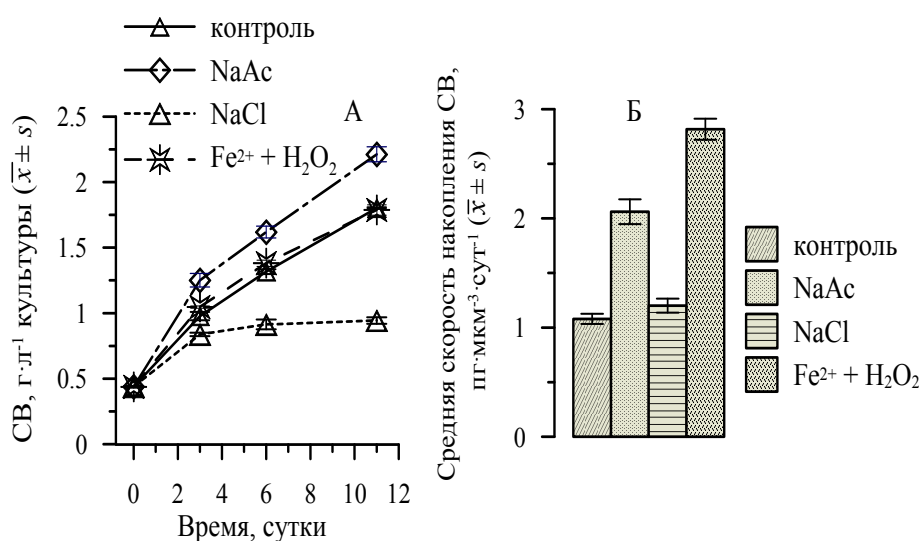 контроль
NaAc
NaCl
Fe²⁺ + H₂O₂
А
СВ, г·л⁻¹ культуры (x̄ ± s)
2.5
2
1.5
1
0.5
0
0 2 4 6 8 10 12
Время, сутки
Б
Средняя скорость накопления СВ,
пг·мкм⁻³·сут⁻¹ (x̄ ± s)
3
2
1
0
контроль
NaAc
NaCl
Fe²⁺ + H₂O₂